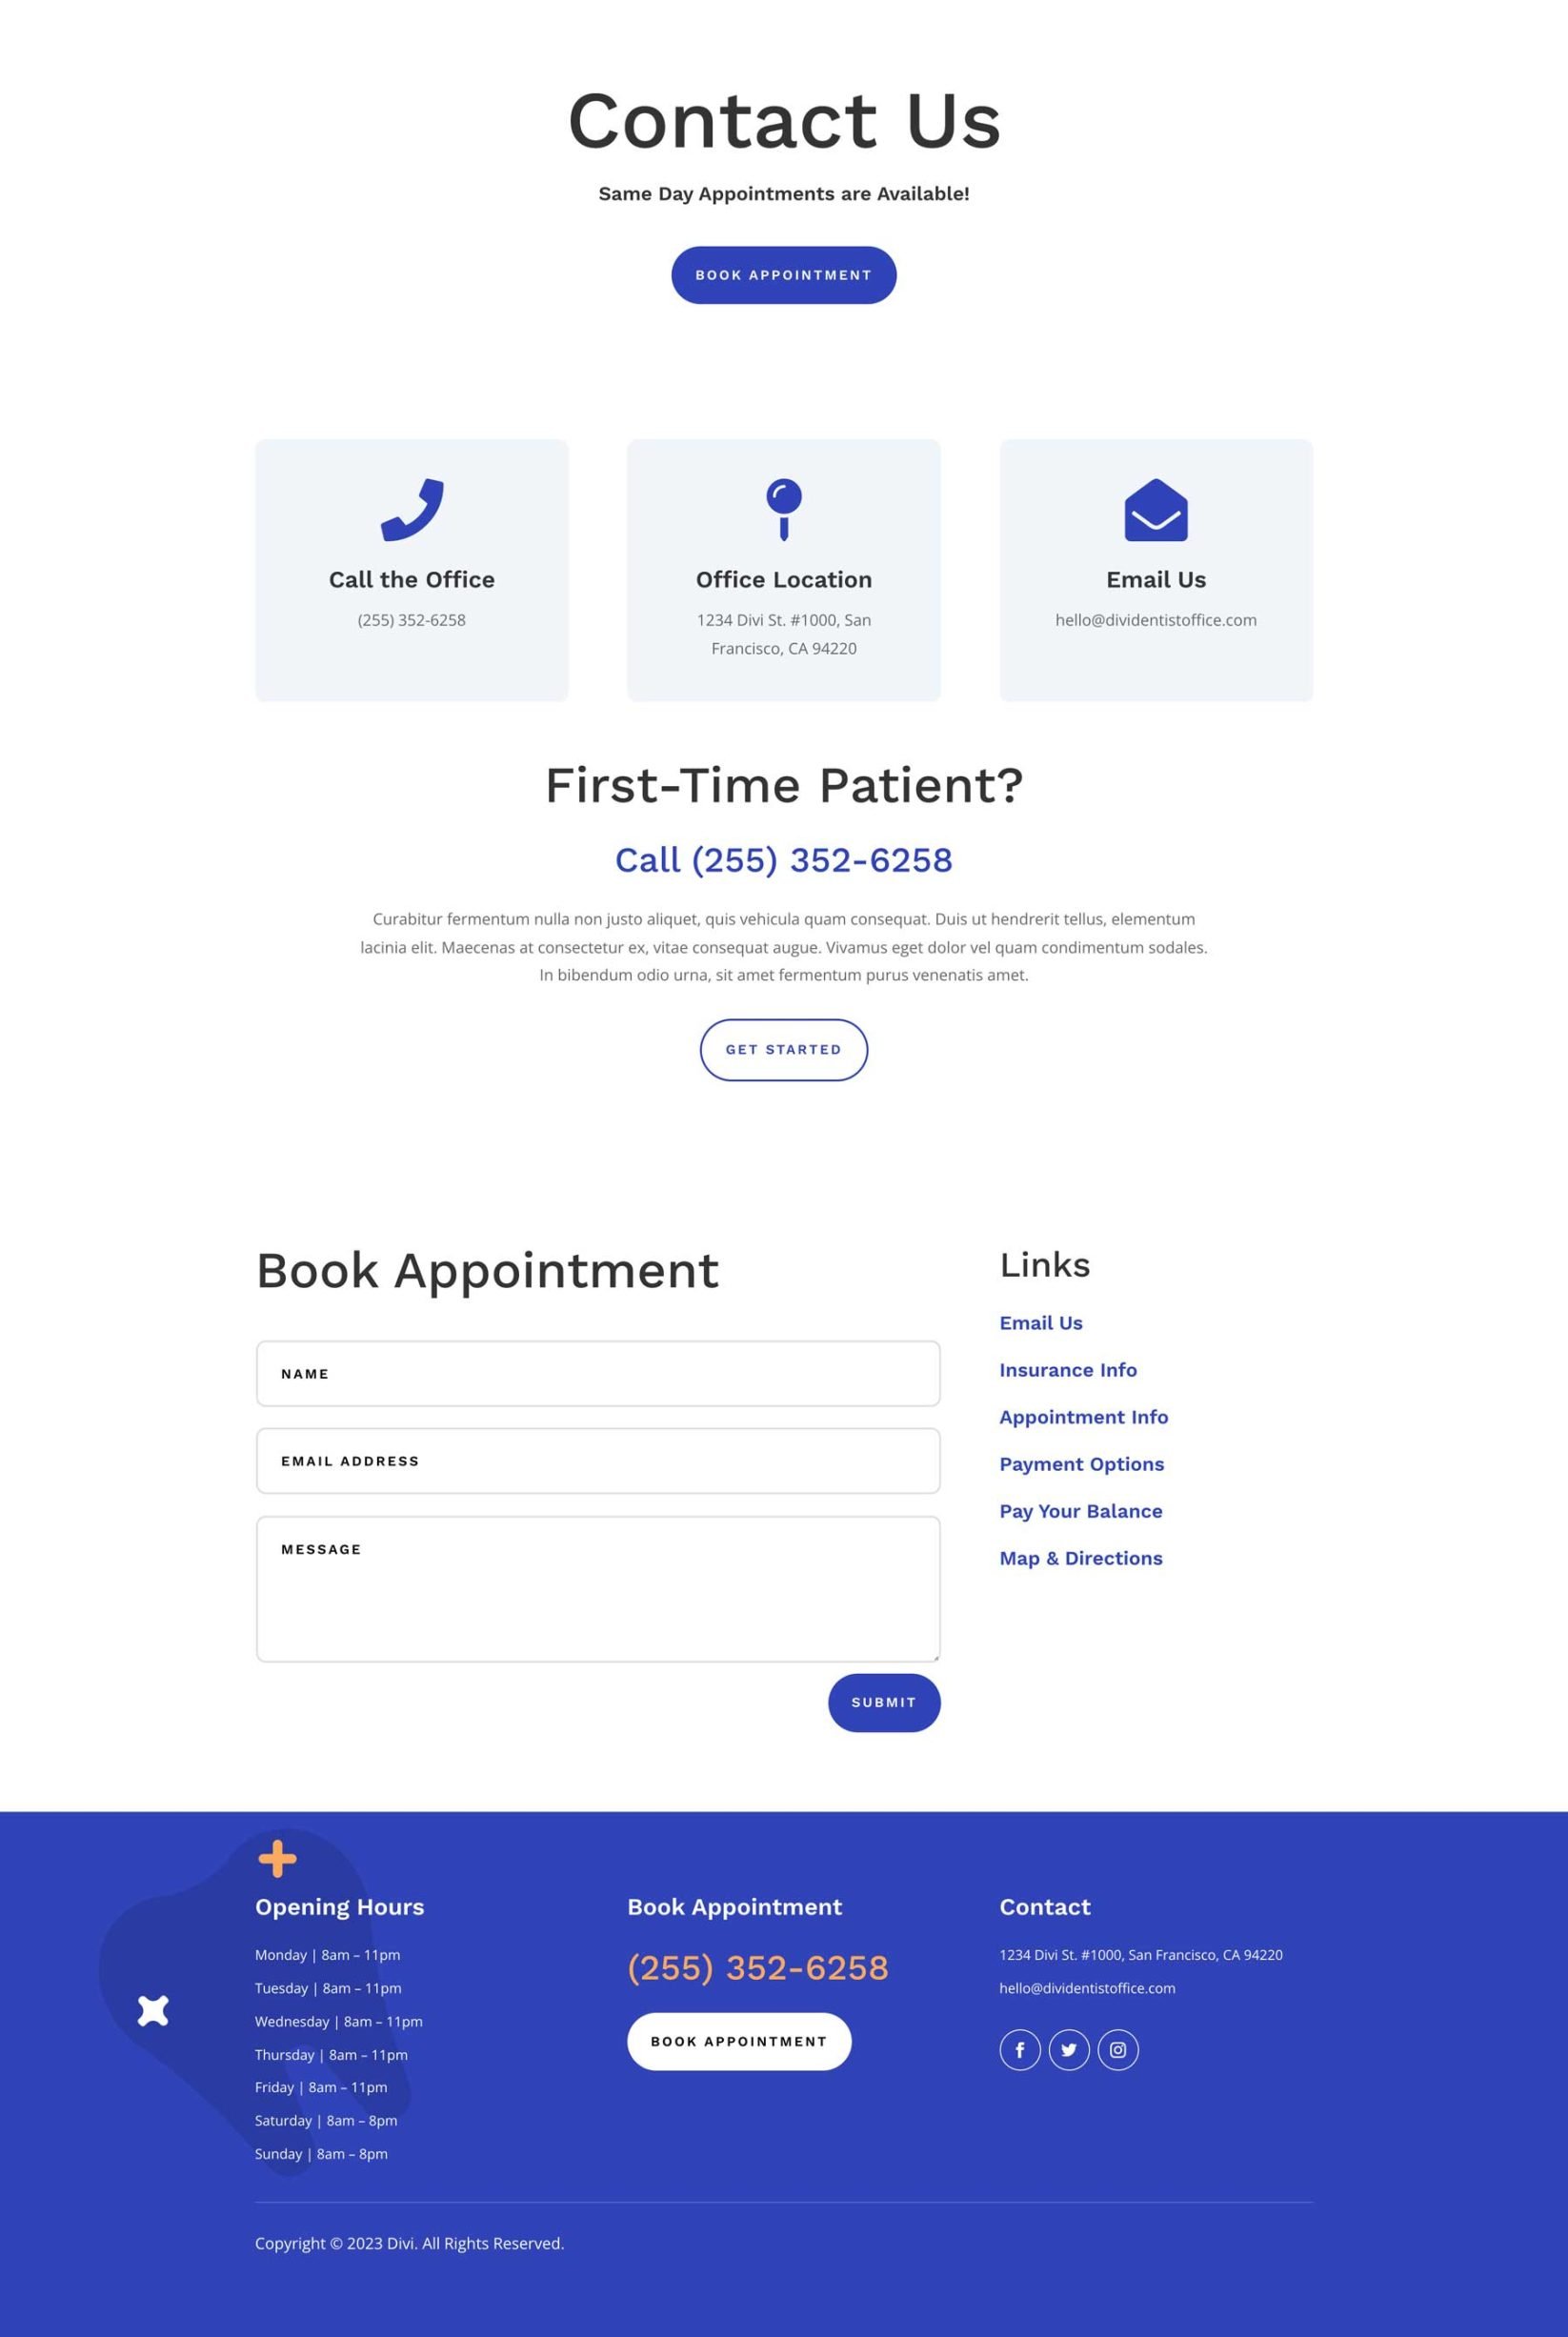 Contact Us
Same Day Appointments are Available!
BOOK APPOINTMENT
Call the Office
(255) 352-6258
Office Location
1234 Divi St. #1000, San
Francisco, CA 94220
Email Us
hello@dividentistoffice.com
First-Time Patient?
Call (255) 352-6258
Curabitur fermentum nulla non justo aliquet, quis vehicula quam consequat. Duis ut hendrerit tellus, elementum
lacinia elit. Maecenas at consectetur ex, vitae consequat augue. Vivamus eget dolor vel quam condimentum sodales.
In bibendum odio urna, sit amet fermentum purus venenatis amet.
GET STARTED
Book Appointment
NAME
EMAIL ADDRESS
MESSAGE
SUBMIT
Links
Email Us
Insurance Info
Appointment Info
Payment Options
Pay Your Balance
Map & Directions
Opening Hours
Monday | 8am – 11pm
Tuesday | 8am – 11pm
Wednesday | 8am – 11pm
Thursday | 8am – 11pm
Friday | 8am – 11pm
Saturday | 8am – 8pm
Sunday | 8am – 8pm
Book Appointment
(255) 352-6258
BOOK APPOINTMENT
Contact
1234 Divi St. #1000, San Francisco, CA 94220
hello@dividentistoffice.com
Copyright © 2023 Divi. All Rights Reserved.